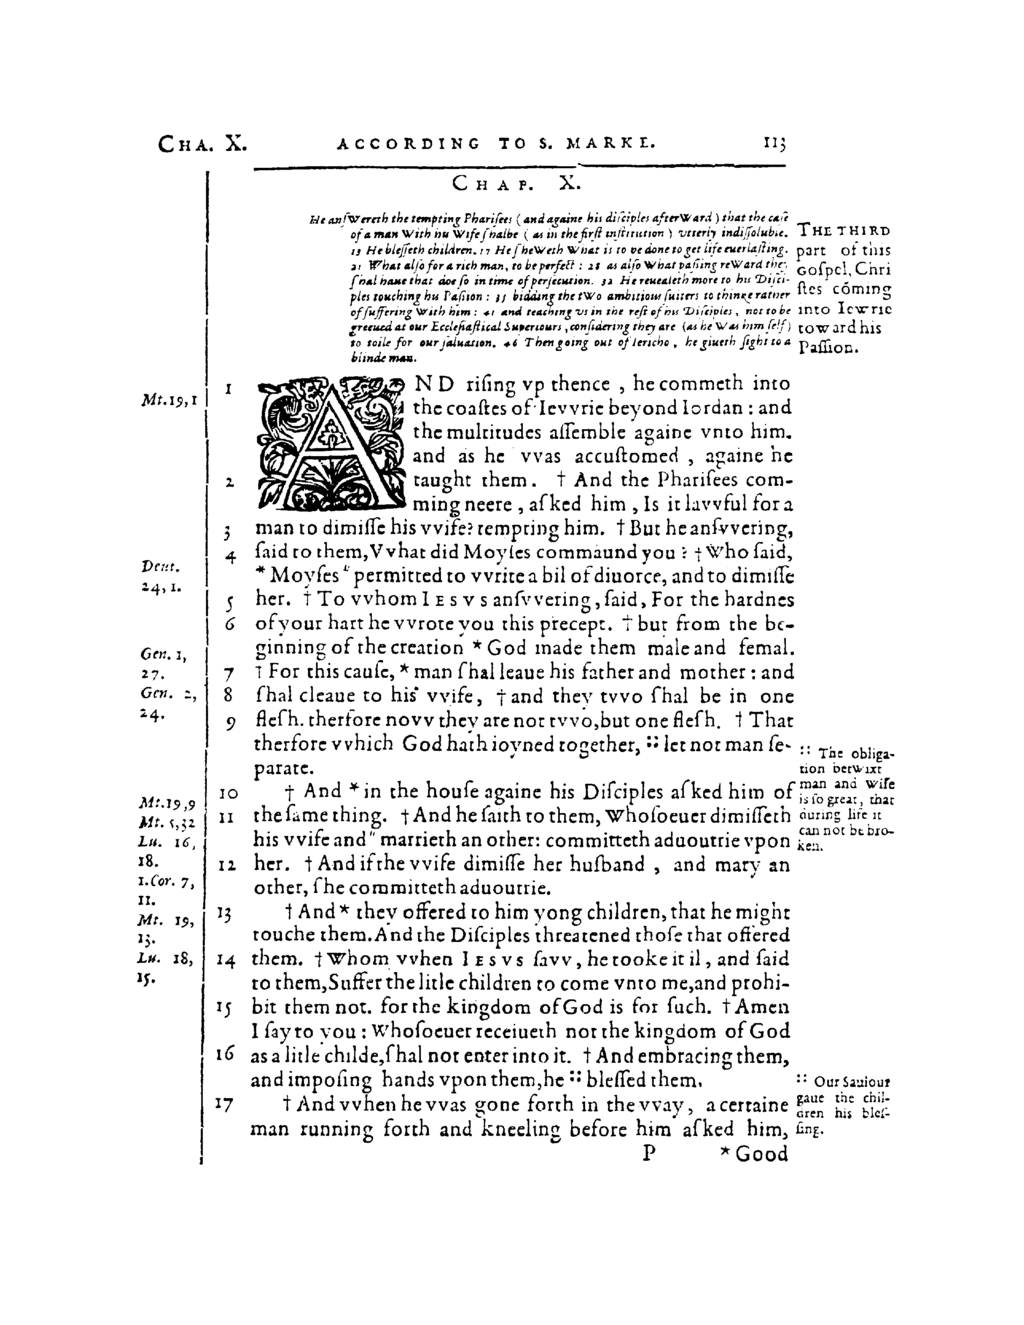 CHA. X. ACCORDING TO S. MARKE. 113
CHAP. X.
He anſwereth the tempting Phariſees (and againe his diſciples afterward) that the caſe
of a man with his wife ſhalbe (as in the firſt inſtitution) vtterly indiſſoluble.
13 He bleſſeth children. 17 He ſheweth what is to be done to get life euerlaſting.
21 What alſo for a rich man, to be perfect: 28 as alſo what paſsing reward they
ſhal haue that doe ſo in time of perſecution. 32 He reuealeth more to his Diſci-
ples touching his Paſsion: 35 bidding the two ambitious ſuiters to thinke rather
of ſuffering with him: 41 and teaching vs in the reſt of his Diſciples, not to be
greeued at our Eccleſiaſtical Superiours, conſidering they are (as he was him ſelf)
to toile for our ſaluation. 46 Then going out of Iericho, he giueth ſight to a
blinde man.
THE THIRD
part of this
Goſpel, Chri
ſtes cóming
into Iewrie
toward his
Paſſion.
Mt. 19, 1
1 AND riſing vp thence, he commeth into
the coaſtes of Ievvrie beyond Iordan: and
the multitudes aſſemble againe vnto him.
and as he vvas accuſtomed, againe he
2 taught them. † And the Phariſees com-
ming neere, aſked him, Is it lavvful for a
3 man to dimiſſe his vvife? tempting him. † But he anſvvering,
4 ſaid to them, Vvhat did Moyſes commaund you? † Who ſaid,
Deut.
24, 1.
* Moyſes " permitted to vvrite a bil of diuorce, and to dimiſſe
5 her. † To vvhom IESVS anſvvering, ſaid, For the hardnes
6 of your hart he vvrote you this precept. † but from the be-
Gen. 1,
27.
ginning of the creation * God made them male and femal.
7 † For this cauſe, * man ſhal leaue his father and mother: and
Gen. 2,
24.
8 ſhal cleaue to his vvife, † and they tvvo ſhal be in one
9 fleſh. therfore novv they are not tvvo, but one fleſh. † That
therfore vvhich God hath ioyned together, :: let not man ſe-
parate.
:: The obliga-
tion betwixt
man and wife
is ſo great, that
during life it
can not be bro-
ken.
Mt. 19, 9
Mt. 5, 32
Lu. 16,
18.
1. Cor. 7,
11.
10 † And * in the houſe againe his Diſciples aſked him of
11 the ſame thing. † And he ſaith to them, Whoſoeuer dimiſſeth
his vvife and " marrieth an other: committeth aduoutrie vpon
12 her. † And if the vvife dimiſſe her huſband, and mary an
other, ſhe committeth aduoutrie.
Mt. 19,
13.
Lu. 18,
15.
13 † And * they offered to him yong children, that he might
touche them. And the Diſciples threatened thoſe that offered
14 them. † Whom vvhen IESVS ſavv, he tooke it il, and ſaid
to them, Suffer the litle children to come vnto me, and prohi-
15 bit them not. for the kingdom of God is for ſuch. † Amen
I ſay to you: Whoſoeuer receiueth not the kingdom of God
16 as a litle childe, ſhal not enter into it. † And embracing them,
and impoſing hands vpon them, he :: bleſſed them.
:: Our Sauiour
gaue the chil-
dren his bleſ-
ſing.
17 † And vvhen he vvas gone forth in the vvay, a certaine
man running forth and kneeling before him aſked him,
P * Good